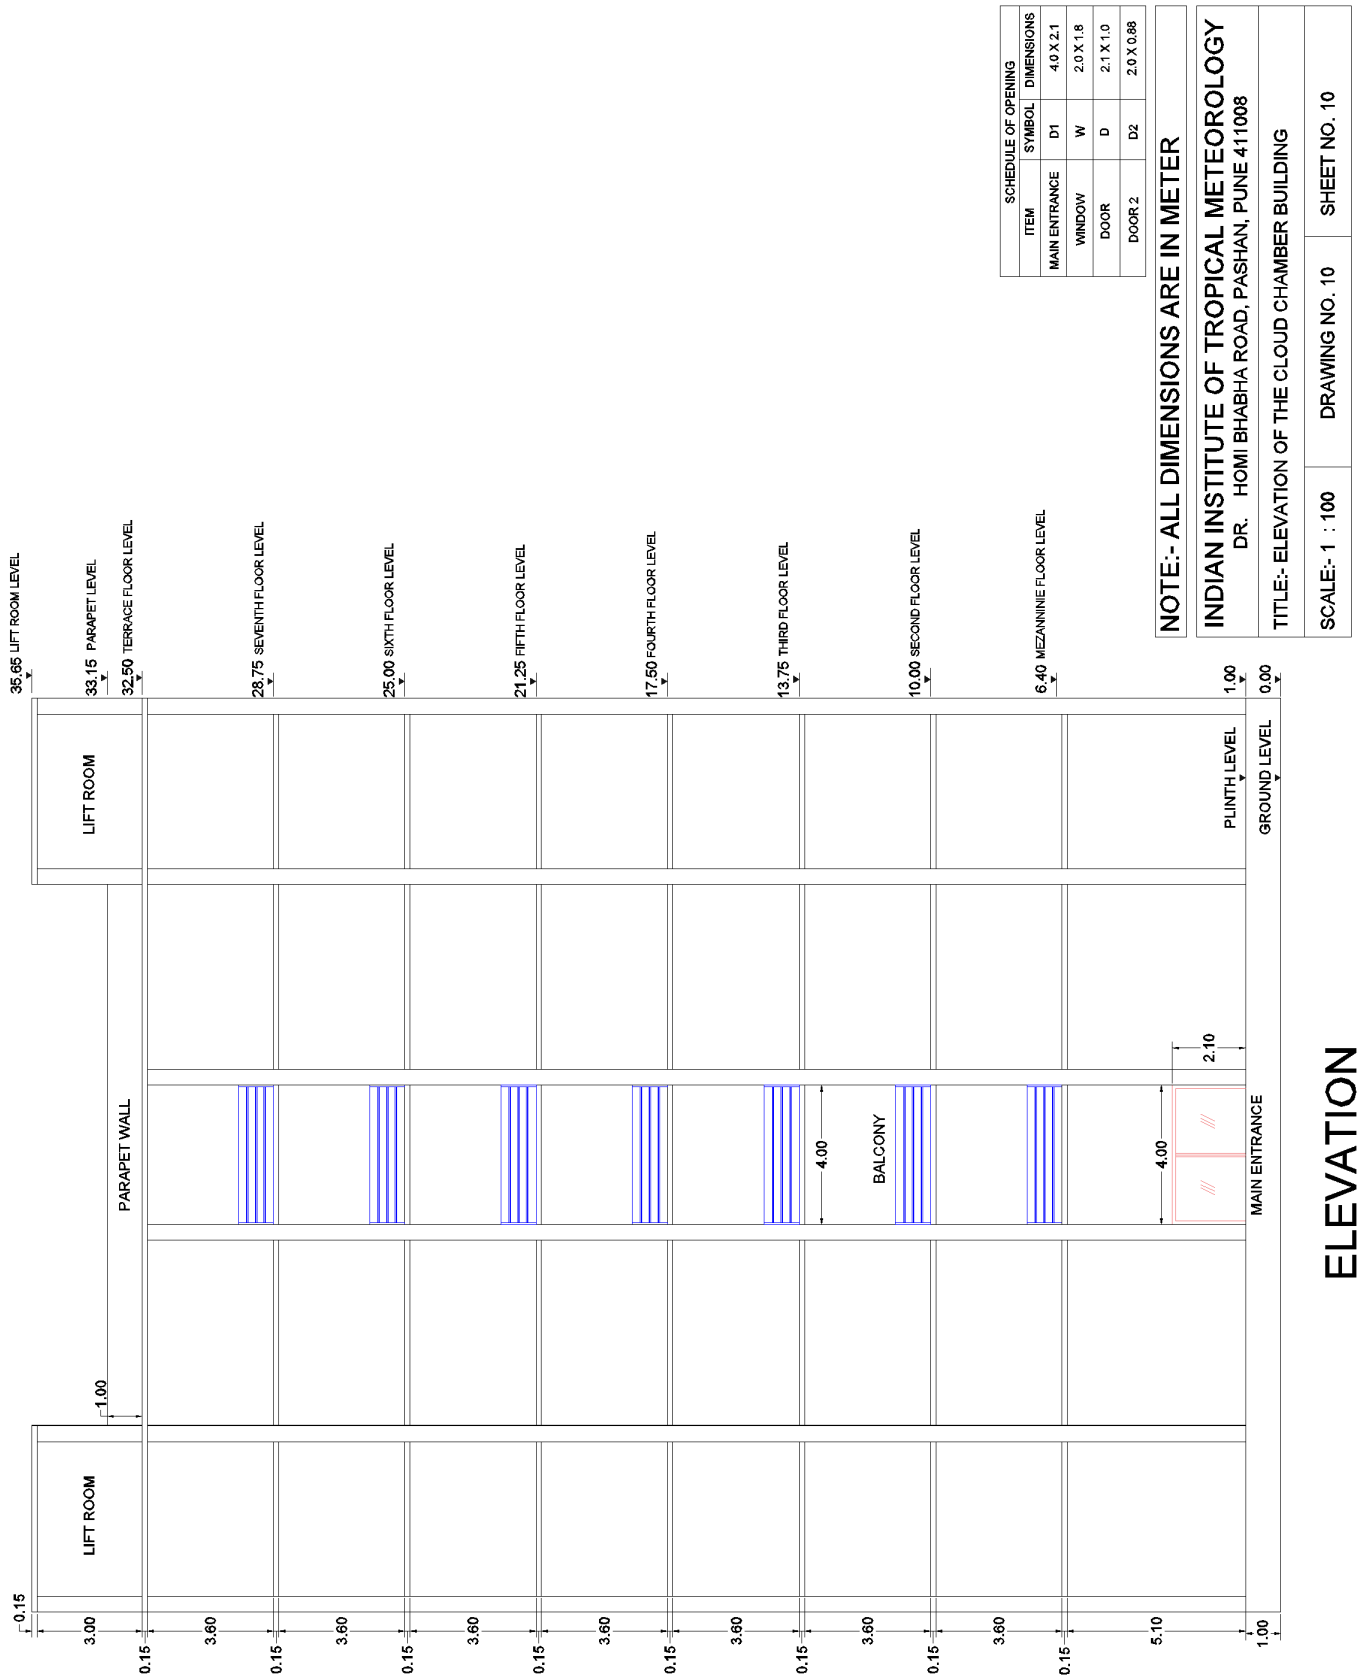 0.15
3.00
0.15
3.60
0.15
3.60
0.15
3.60
0.15
3.60
0.15
3.60
0.15
3.60
0.15
3.60
0.15
5.10
1.00
LIFT ROOM
1.00
PARAPET WALL
LIFT ROOM
4.00
BALCONY
4.00
2.10
MAIN ENTRANCE
PLINTH LEVEL
GROUND LEVEL
35.65 LIFT ROOM LEVEL
33.15 PARAPET LEVEL
32.50 TERRACE FLOOR LEVEL
28.75 SEVENTH FLOOR LEVEL
25.00 SIXTH FLOOR LEVEL
21.25 FIFTH FLOOR LEVEL
17.50 FOURTH FLOOR LEVEL
13.75 THIRD FLOOR LEVEL
10.00 SECOND FLOOR LEVEL
6.40 MEZANNINIE FLOOR LEVEL
1.00
0.00
ELEVATION
SCHEDULE OF OPENING
ITEM SYMBOL DIMENSIONS
MAIN ENTRANCE D1 4.0 X 2.1
WINDOW W 2.0 X 1.8
DOOR D 2.1 X 1.0
DOOR 2 D2 2.0 X 0.88
NOTE:- ALL DIMENSIONS ARE IN METER
INDIAN INSTITUTE OF TROPICAL METEOROLOGY
DR. HOMI BHABHA ROAD, PASHAN, PUNE 411008
TITLE:- ELEVATION OF THE CLOUD CHAMBER BUILDING
SCALE:- 1 : 100 DRAWING NO. 10 SHEET NO. 10